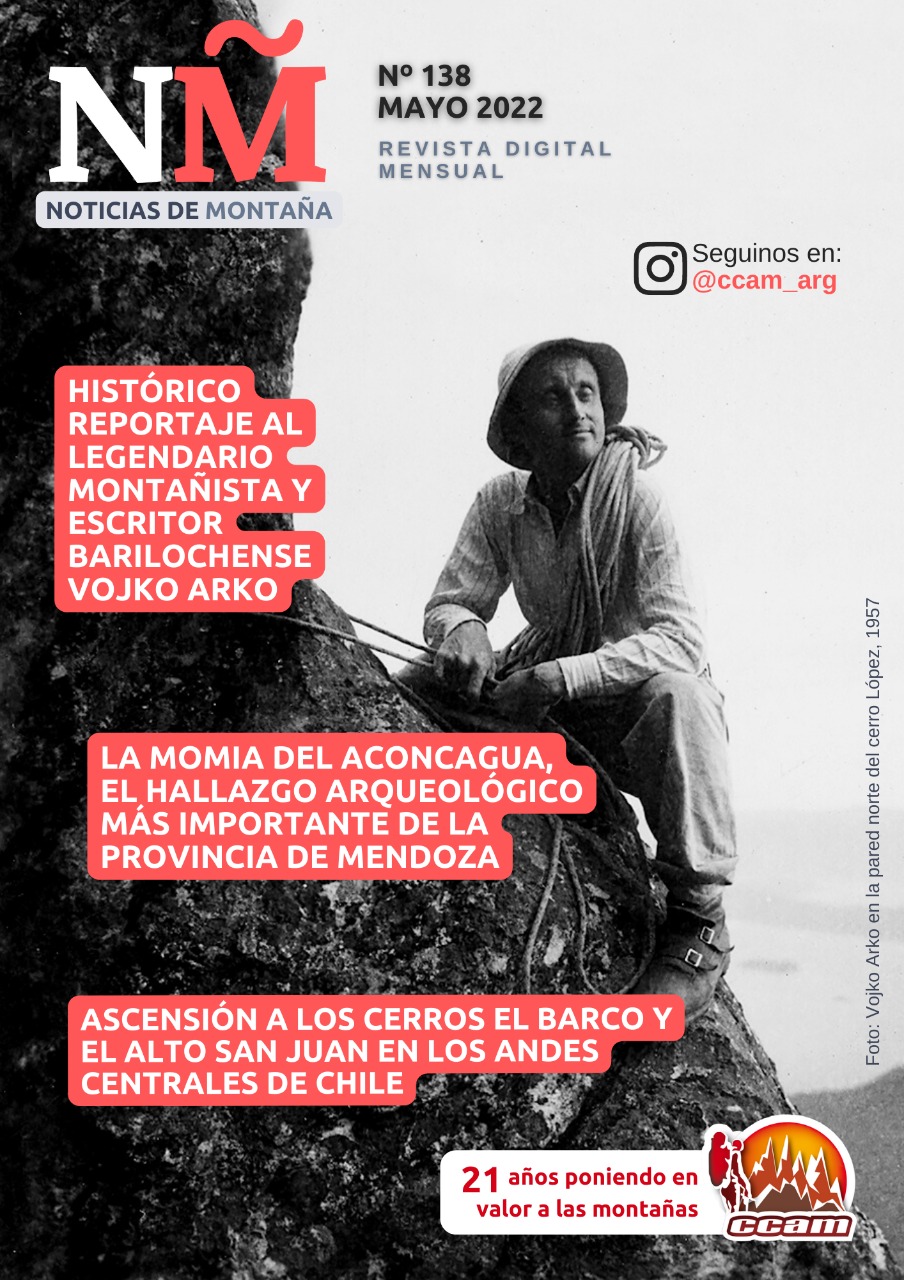 NM̃
NOTICIAS DE MONTAÑA
Nº 138
MAYO 2022
REVISTA DIGITAL
MENSUAL
Seguinos en:
@ccam_arg
HISTÓRICO
REPORTAJE AL
LEGENDARIO
MONTAÑISTA Y
ESCRITOR
BARILOCHENSE
VOJKO ARKO
LA MOMIA DEL ACONCAGUA,
EL HALLAZGO ARQUEOLÓGICO
MÁS IMPORTANTE DE LA
PROVINCIA DE MENDOZA
Foto: Vojko Arko en la pared norte del cerro López, 1957
ASCENSIÓN A LOS CERROS EL BARCO Y
EL ALTO SAN JUAN EN LOS ANDES
CENTRALES DE CHILE
21 años poniendo en
valor a las montañas
ccam